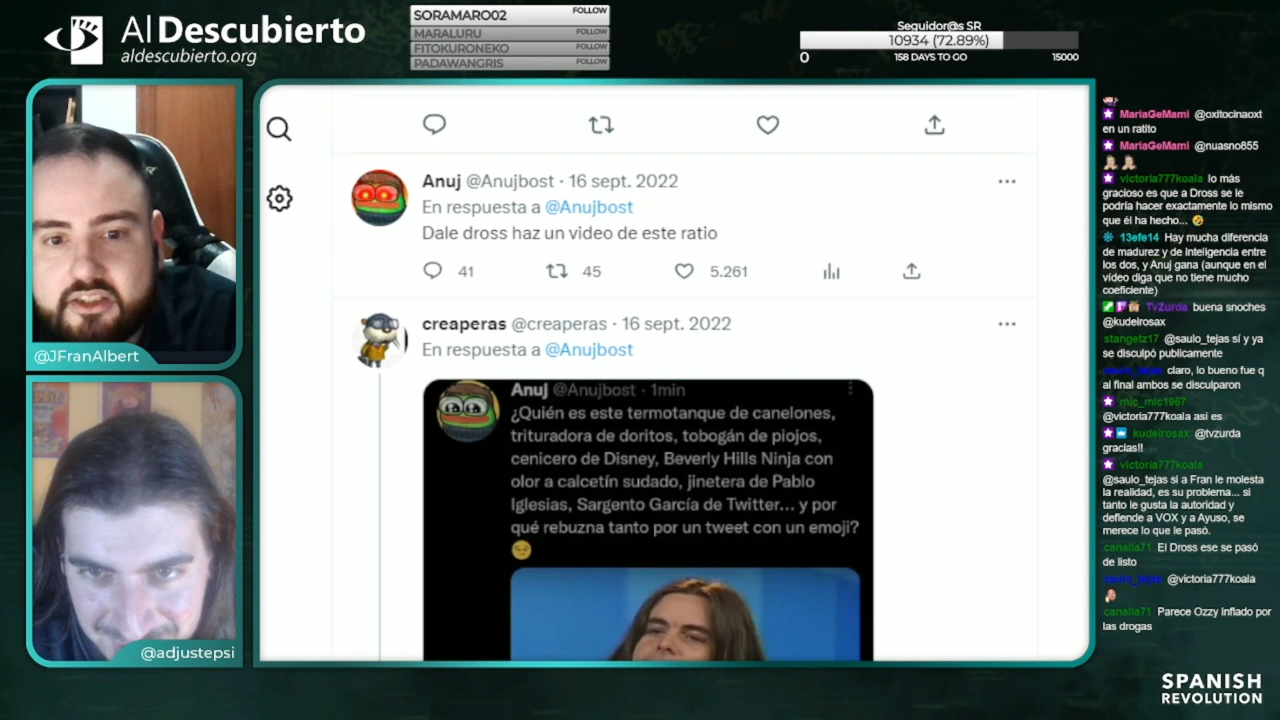 Al Descubierto
aldescubierto.org
SORAMARO02 FOLLOW
MARALURU FOLLOW
FITOKURONEKO FOLLOW
PADAWANGRIS FOLLOW
Seguidor@s SR
10934 (72.89%)
0 158 DAYS TO GO 15000
@JFranAlbert
@adjustepsi
Anuj @Anujbost · 16 sept. 2022
En respuesta a @Anujbost
Dale dross haz un video de este ratio
41 45 5.261
creaperas @creaperas · 16 sept. 2022
En respuesta a @Anujbost
Anuj @Anujbost · 1min
¿Quién es este termotanque de canelones,
trituradora de doritos, tobogán de piojos,
cenicero de Disney, Beverly Hills Ninja con
olor a calcetín sudado, jinetera de Pablo
Iglesias, Sargento García de Twitter... y por
qué rebuzna tanto por un tweet con un emoji?
MariaGeMami @oxitocinaoxt
en un ratito
MariaGeMami @nuasno855
victoria777koala lo más
gracioso es que a Dross se le
podría hacer exactamente lo mismo
que él ha hecho...
13efe14 Hay mucha diferencia
de madurez y de inteligencia entre
los dos, y Anuj gana (aunque en el
vídeo diga que no tiene mucho
coeficiente)
TVZurda buena snoches
@kudeirosax
stangetz17 @saulo_tejas sí y ya
se disculpó publicamente
saulo_tejas claro, lo bueno fue q
al final ambos se disculparon
mic_mic1967
@victoria777koala así es
kudeirosax @tvzurda
gracias!!
victoria777koala
@saulo_tejas si a Fran le molesta
la realidad, es su problema... si
tanto le gusta la autoridad y
defiende a VOX y a Ayuso, se
merece lo que le pasó.
canalla71 El Dross ese se pasó
de listo
saulo_tejas @victoria777koala
canalla71 Parece Ozzy inflado por
las drogas
SPANISH
REVOLUTION